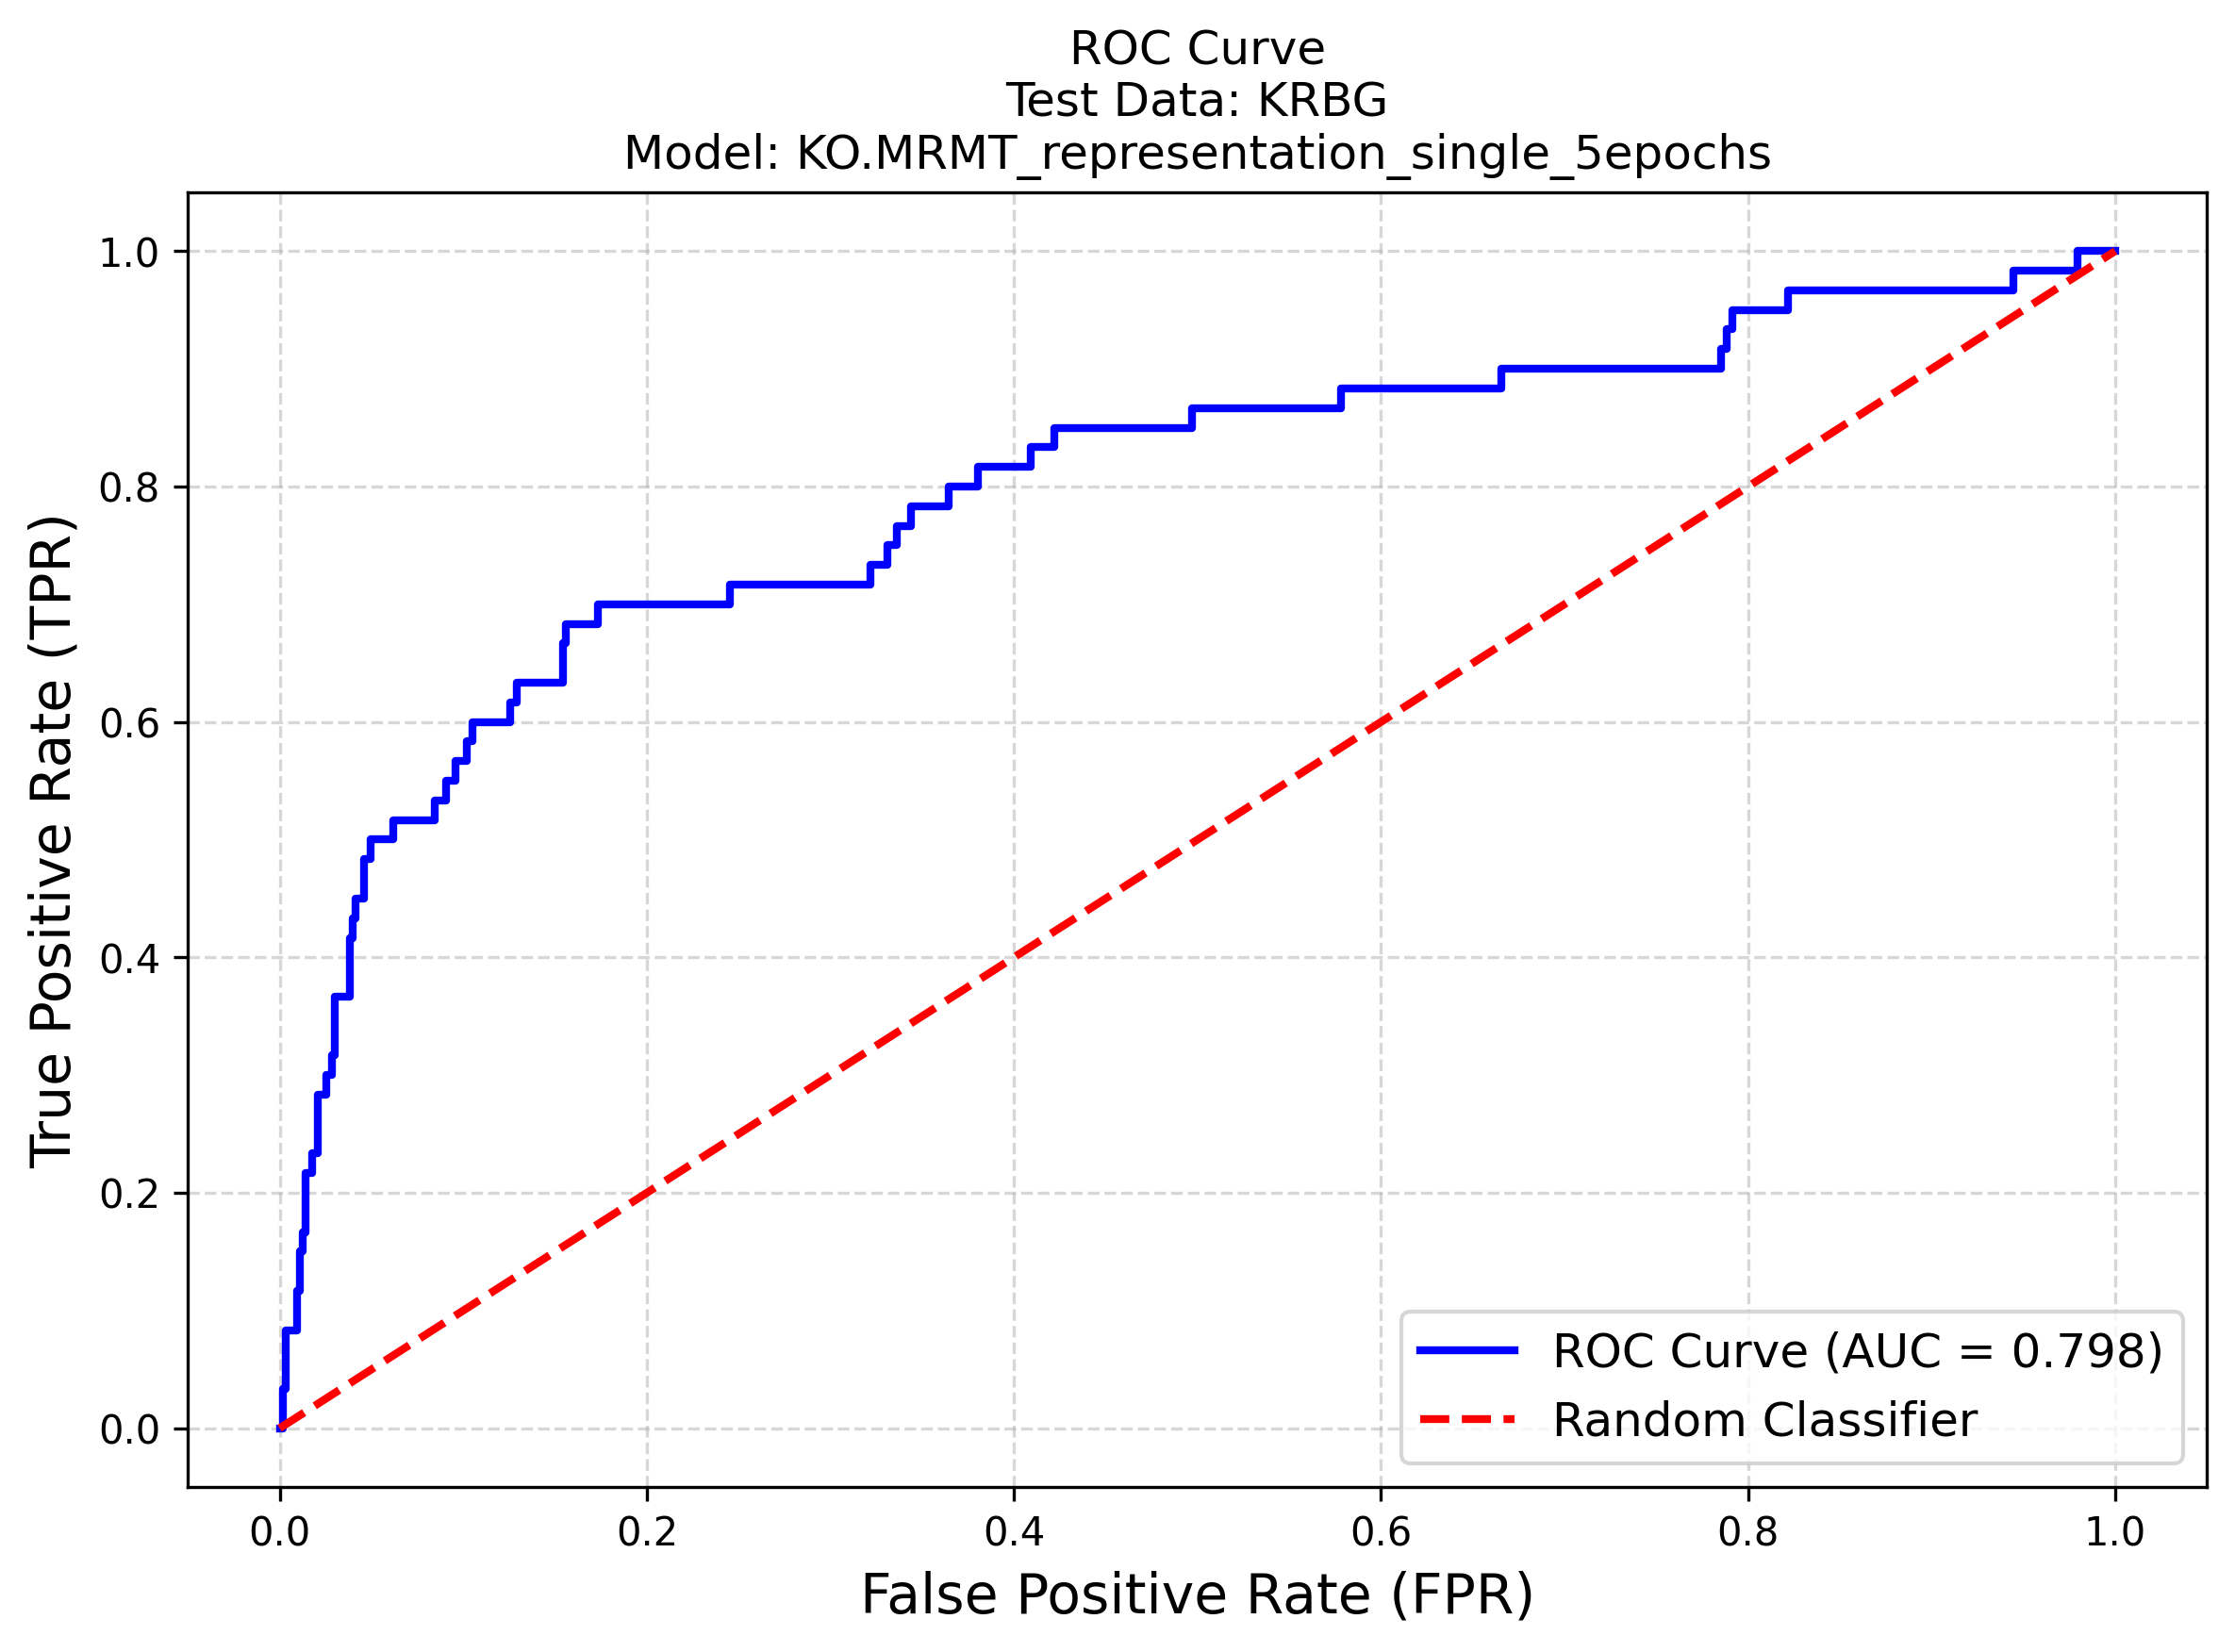 ROC Curve
Test Data: KRBG
Model: KO.MRMT_representation_single_5epochs
True Positive Rate (TPR)
1.0
0.8
0.6
0.4
0.2
0.0
ROC Curve (AUC = 0.798)
Random Classifier
0.0 0.2 0.4 0.6 0.8 1.0
False Positive Rate (FPR)